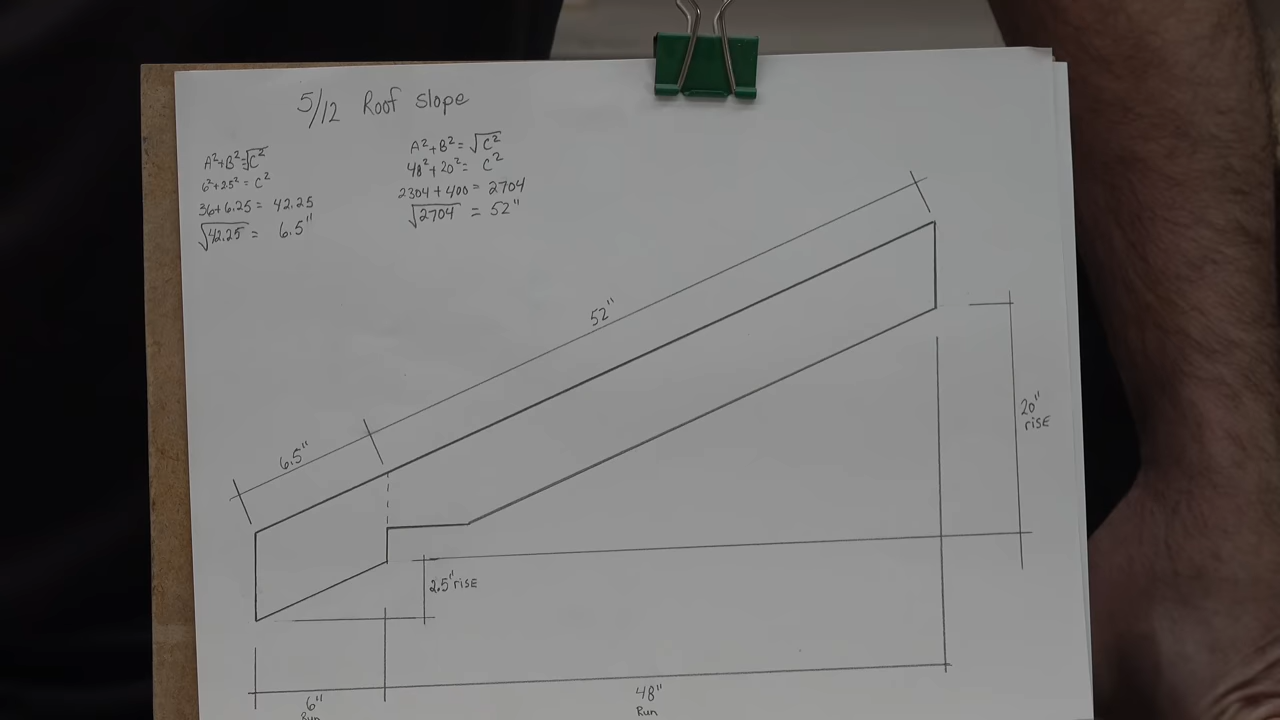 5/12 Roof Slope
A²+B²=√C²
6²+2.5²=C²
36+6.25= 42.25
√42.25 = 6.5"
A²+B²= √C²
48²+20²= C²
2304+400= 2704
√2704 = 52"
52"
6.5"
20"
rise
2.5" rise
6"
Run
48"
Run